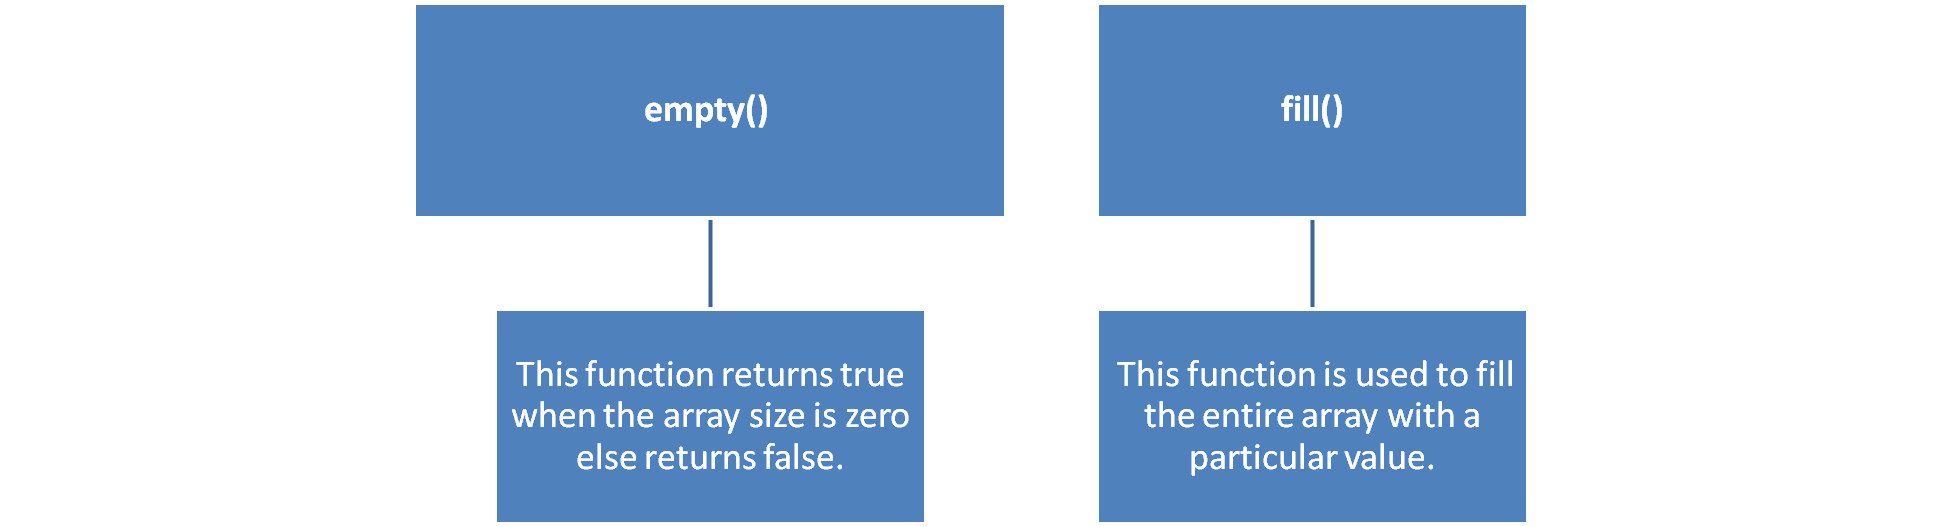 empty()
This function returns true
when the array size is zero
else returns false.
fill()
This function is used to fill
the entire array with a
particular value.